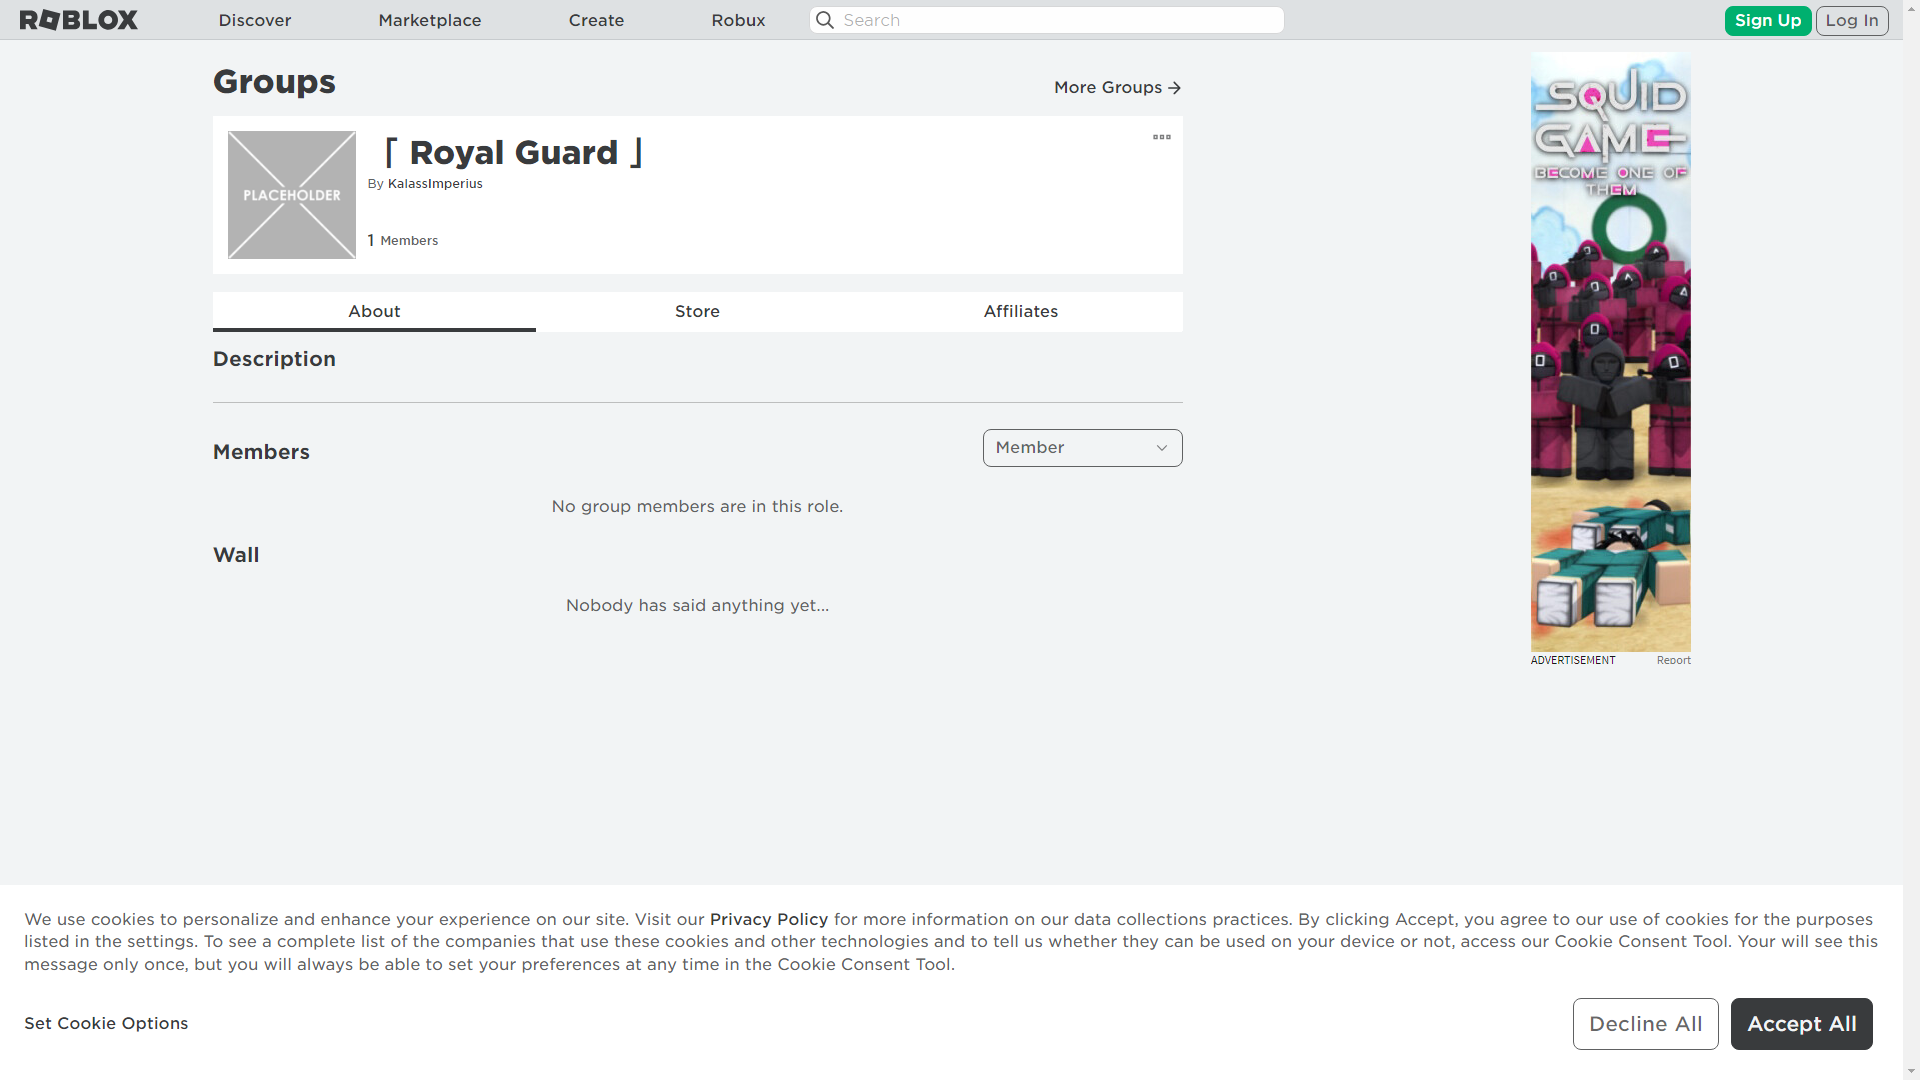 ROBLOX
Discover
Marketplace
Create
Robux
Search
Sign Up
Log In
Groups
More Groups →
PLACEHOLDER
「 Royal Guard 」
By KalassImperius
1 Members
About
Store
Affiliates
Description
Members
Member
No group members are in this role.
Wall
Nobody has said anything yet...
SQUID
GAME
BECOME ONE OF
THEM
ADVERTISEMENT
Report
We use cookies to personalize and enhance your experience on our site. Visit our Privacy Policy for more information on our data collections practices. By clicking Accept, you agree to our use of cookies for the purposes
listed in the settings. To see a complete list of the companies that use these cookies and other technologies and to tell us whether they can be used on your device or not, access our Cookie Consent Tool. Your will see this
message only once, but you will always be able to set your preferences at any time in the Cookie Consent Tool.
Set Cookie Options
Decline All
Accept All